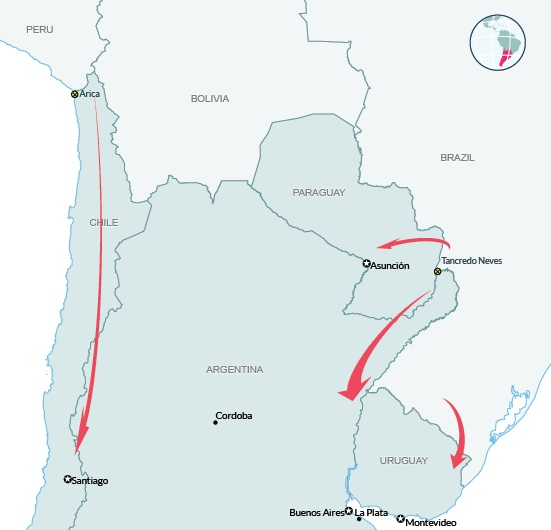 PERU
Arica
BOLIVIA
BRAZIL
PARAGUAY
CHILE
Tancredo Neves
Asunción
ARGENTINA
Cordoba
URUGUAY
Santiago
Buenos Aires
La Plata
Montevideo